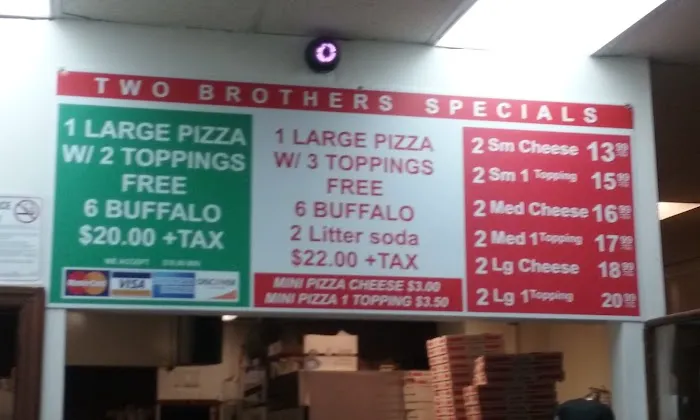 TWO BROTHERS SPECIALS
1 LARGE PIZZA
W/ 2 TOPPINGS
FREE
6 BUFFALO
$20.00 +TAX
WE ACCEPT
MasterCard VISA DISCOVER
1 LARGE PIZZA
W/ 3 TOPPINGS
FREE
6 BUFFALO
2 Litter soda
$22.00 +TAX
MINI PIZZA CHEESE $3.00
MINI PIZZA 1 TOPPING $3.50
2 Sm Cheese 13.99
2 Sm 1 Topping 15.99
2 Med Cheese 16.99
2 Med 1 Topping 17.99
2 Lg Cheese 18.99
2 Lg 1 Topping 20.99